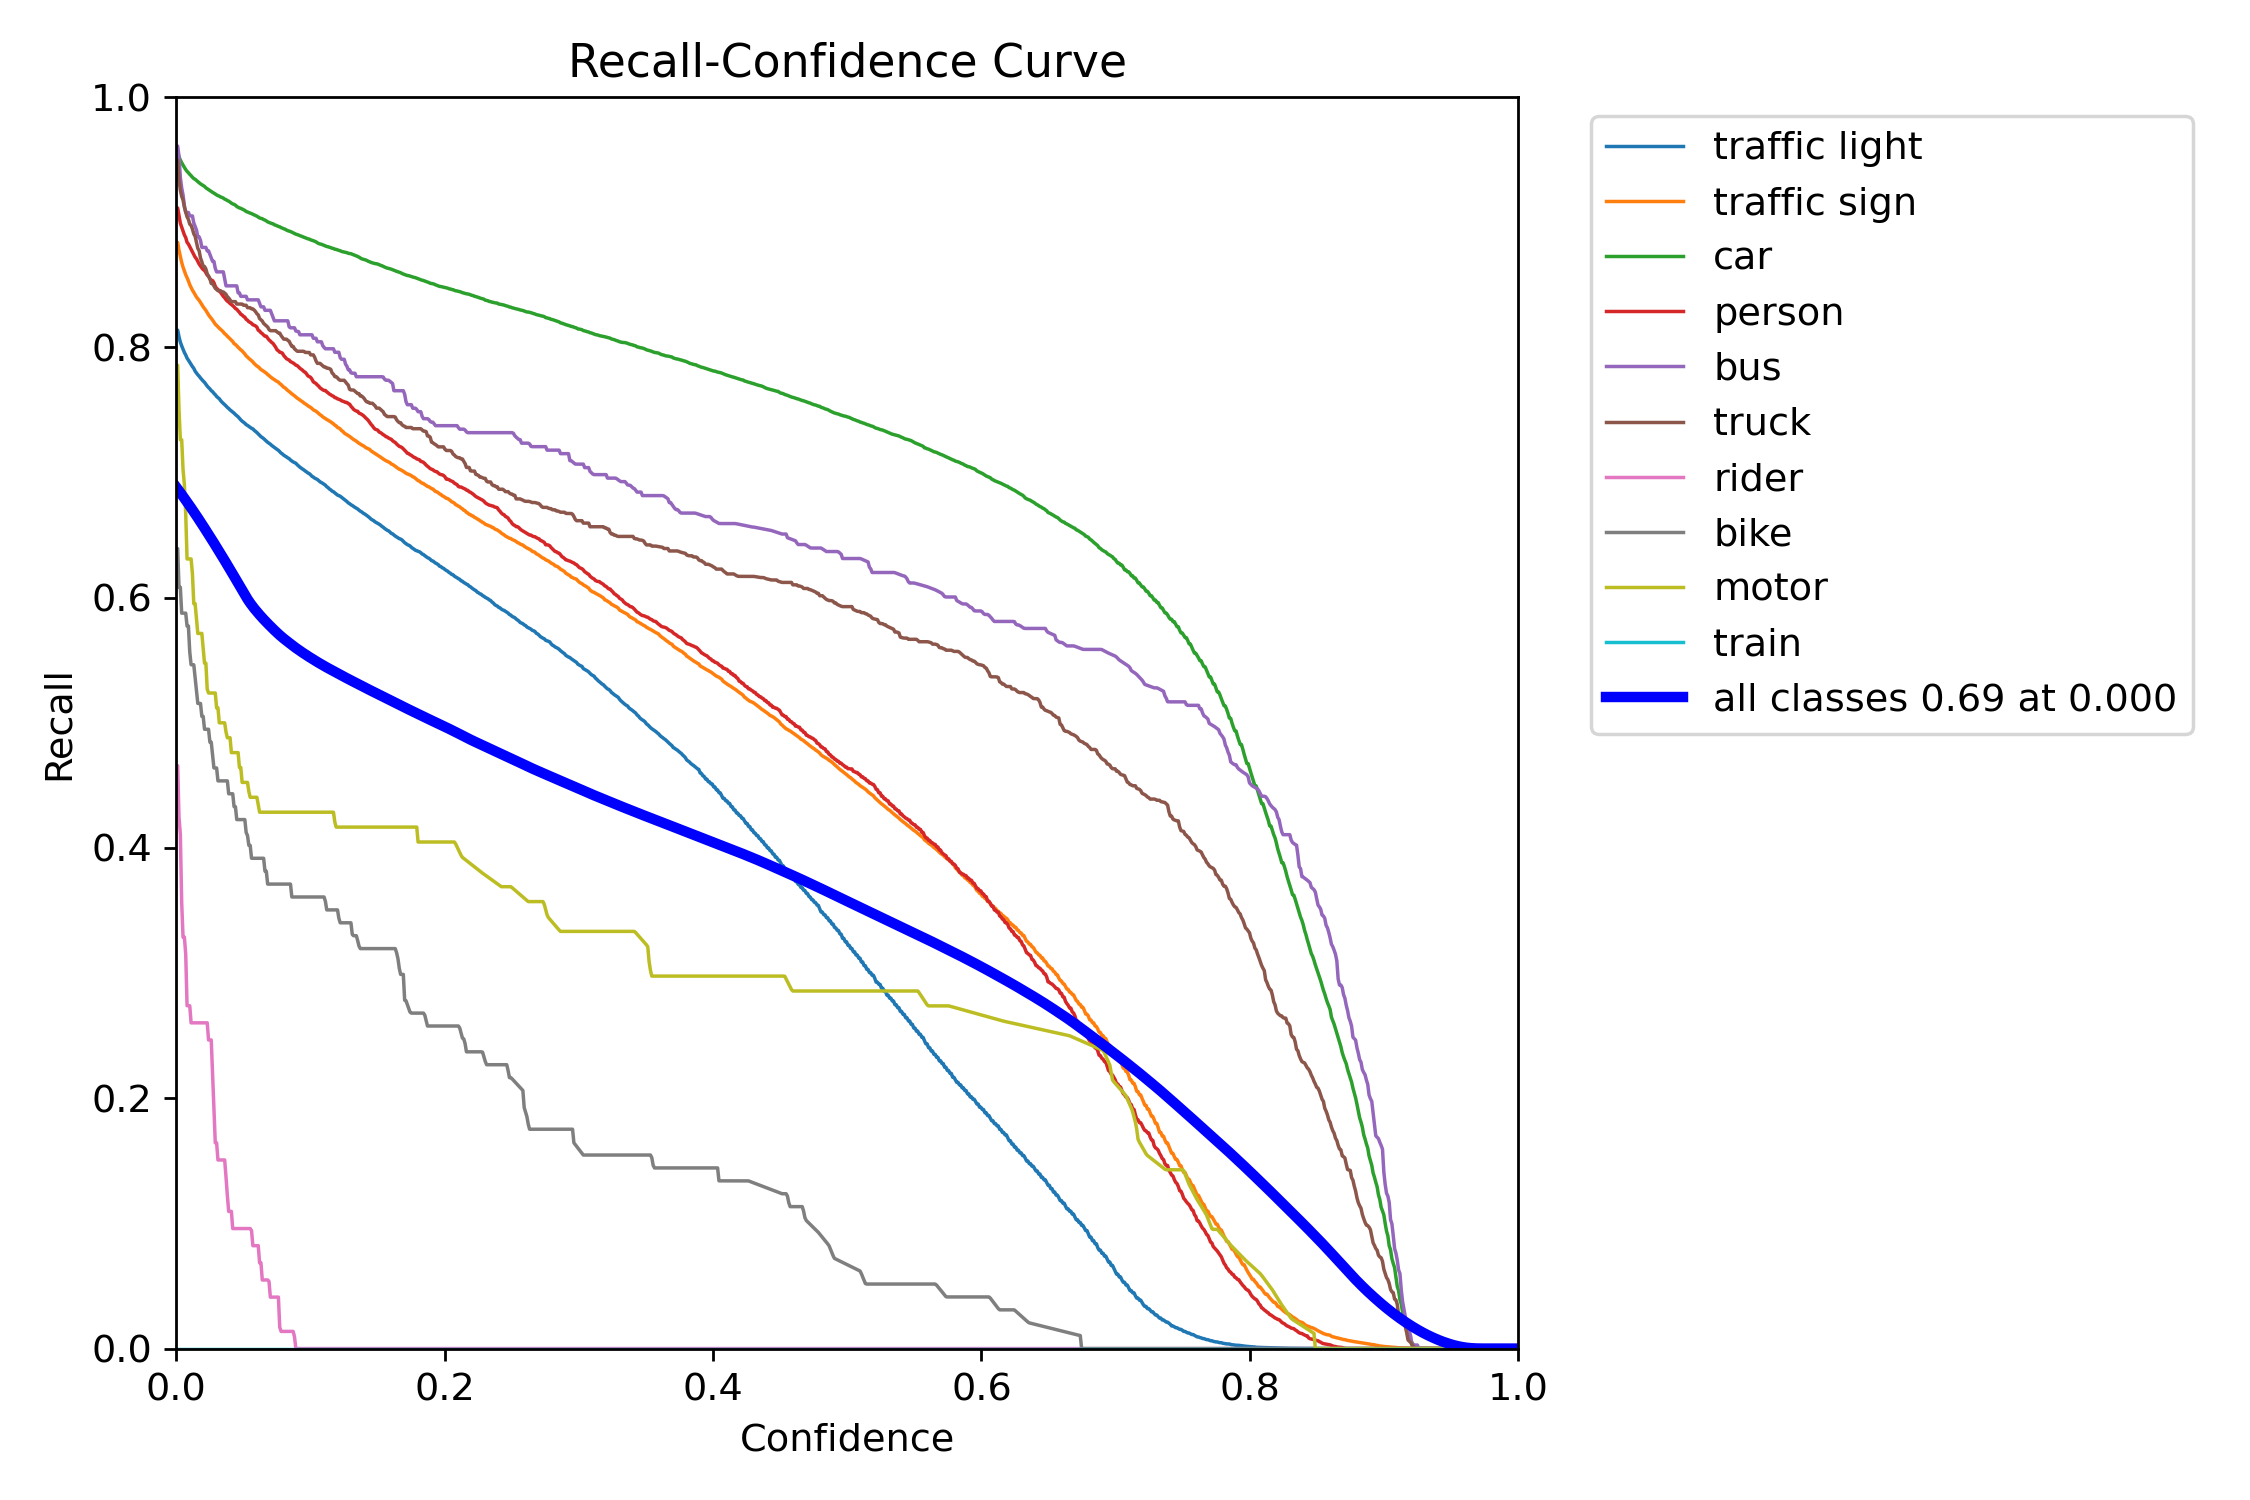 Recall-Confidence Curve
1.0
0.8
0.6
0.4
0.2
0.0
Recall
0.0 0.2 0.4 0.6 0.8 1.0
Confidence
traffic light
traffic sign
car
person
bus
truck
rider
bike
motor
train
all classes 0.69 at 0.000